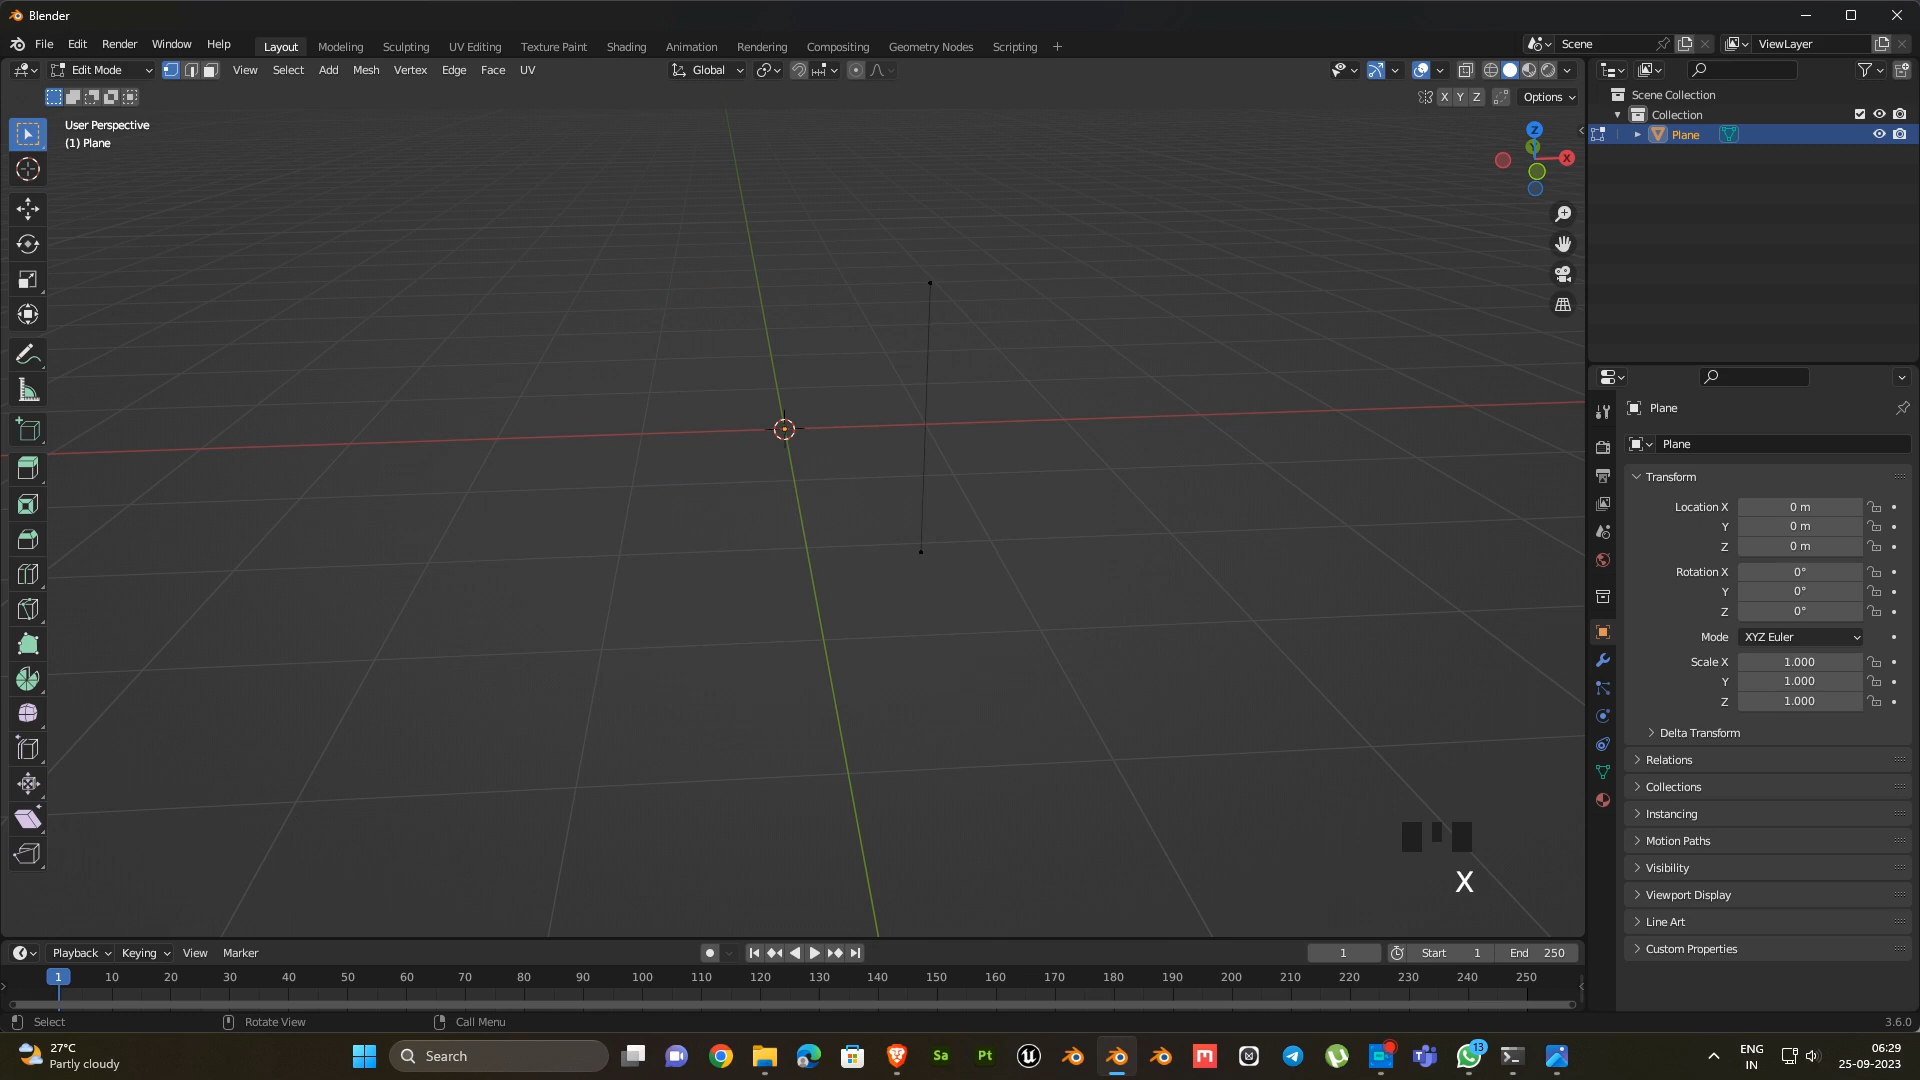 Blender
File Edit Render Window Help Layout Modeling Sculpting UV Editing Texture Paint Shading Animation Rendering Compositing Geometry Nodes Scripting + Scene ViewLayer
Edit Mode View Select Add Mesh Vertex Edge Face UV Global
X Y Z Options
Scene Collection
Collection
Plane
User Perspective
(1) Plane
Z
Y
X
Plane
Plane
Transform
Location X 0 m
Y 0 m
Z 0 m
Rotation X 0°
Y 0°
Z 0°
Mode XYZ Euler
Scale X 1.000
Y 1.000
Z 1.000
Delta Transform
Relations
Collections
Instancing
Motion Paths
Visibility
Viewport Display
Line Art
Custom Properties
X
Playback Keying View Marker 1 Start 1 End 250
1 10 20 30 40 50 60 70 80 90 100 110 120 130 140 150 160 170 180 190 200 210 220 230 240 250
Select Rotate View Call Menu 3.6.0
27°C
Partly cloudy
Search
Sa
Pt
13
ENG
IN
06:29
25-09-2023